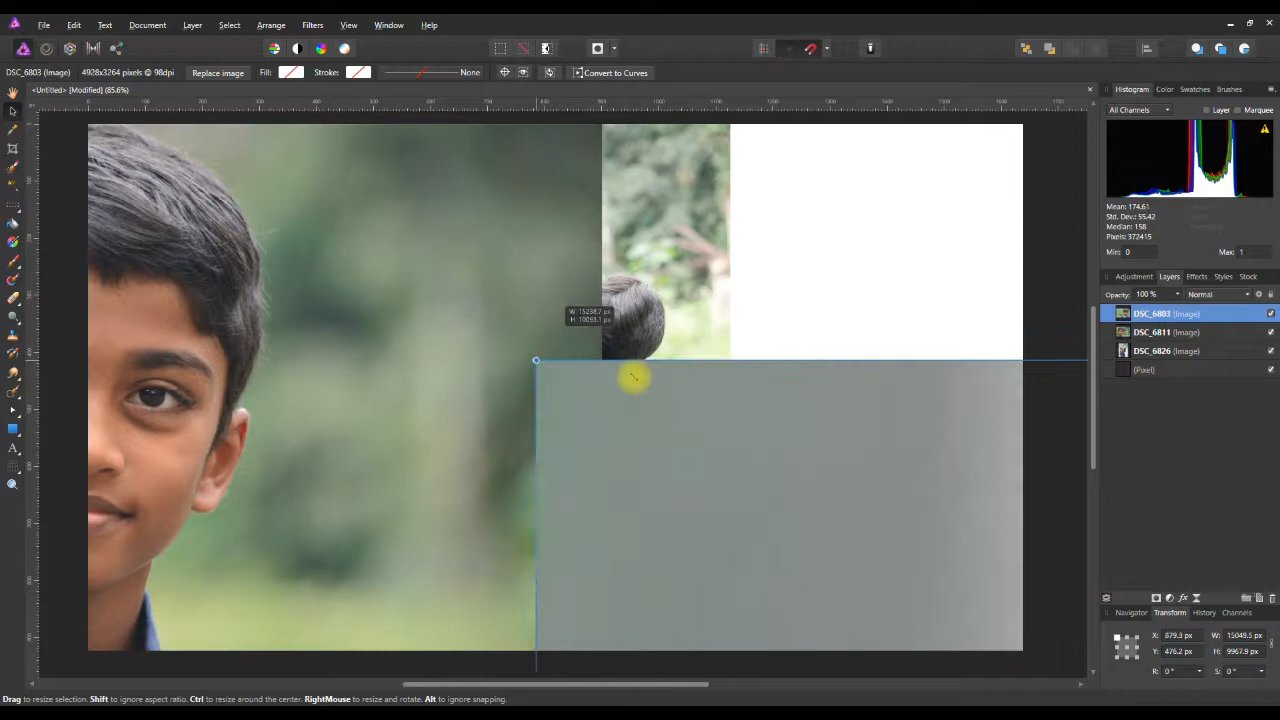 File Edit Text Document Layer Select Arrange Filters View Window Help
DSC_6803 (Image) 4928x3264 pixels @ 98dpi Replace image Fill: Stroke: None Convert to Curves
<Untitled> [Modified] (85.6%)
Histogram Color Swatches Brushes
All Channels Layer Marquee
Mean: 174.61
Std. Dev.: 55.42
Median: 158
Pixels: 372415
Min: 0 Max: 1
Adjustment Layers Effects Styles Stock
Opacity: 100 % Normal
DSC_6803 (Image)
DSC_6811 (Image)
DSC_6826 (Image)
(Pixel)
W: 15238.7 px
H: 10093.1 px
Navigator Transform History Channels
X: 879.3 px W: 15049.5 px
Y: 476.2 px H: 9967.9 px
R: 0 ° S: 0 °
Drag to resize selection. Shift to ignore aspect ratio. Ctrl to resize around the center. RightMouse to resize and rotate. Alt to ignore snapping.